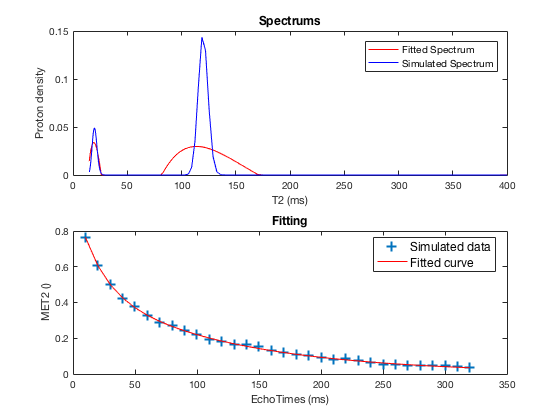 Spectrums
0.15
0.1
0.05
0
Proton density
Fitted Spectrum
Simulated Spectrum
0 50 100 150 200 250 300 350 400
T2 (ms)
Fitting
0.8
0.6
0.4
0.2
0
MET2 ()
Simulated data
Fitted curve
0 50 100 150 200 250 300 350
EchoTimes (ms)